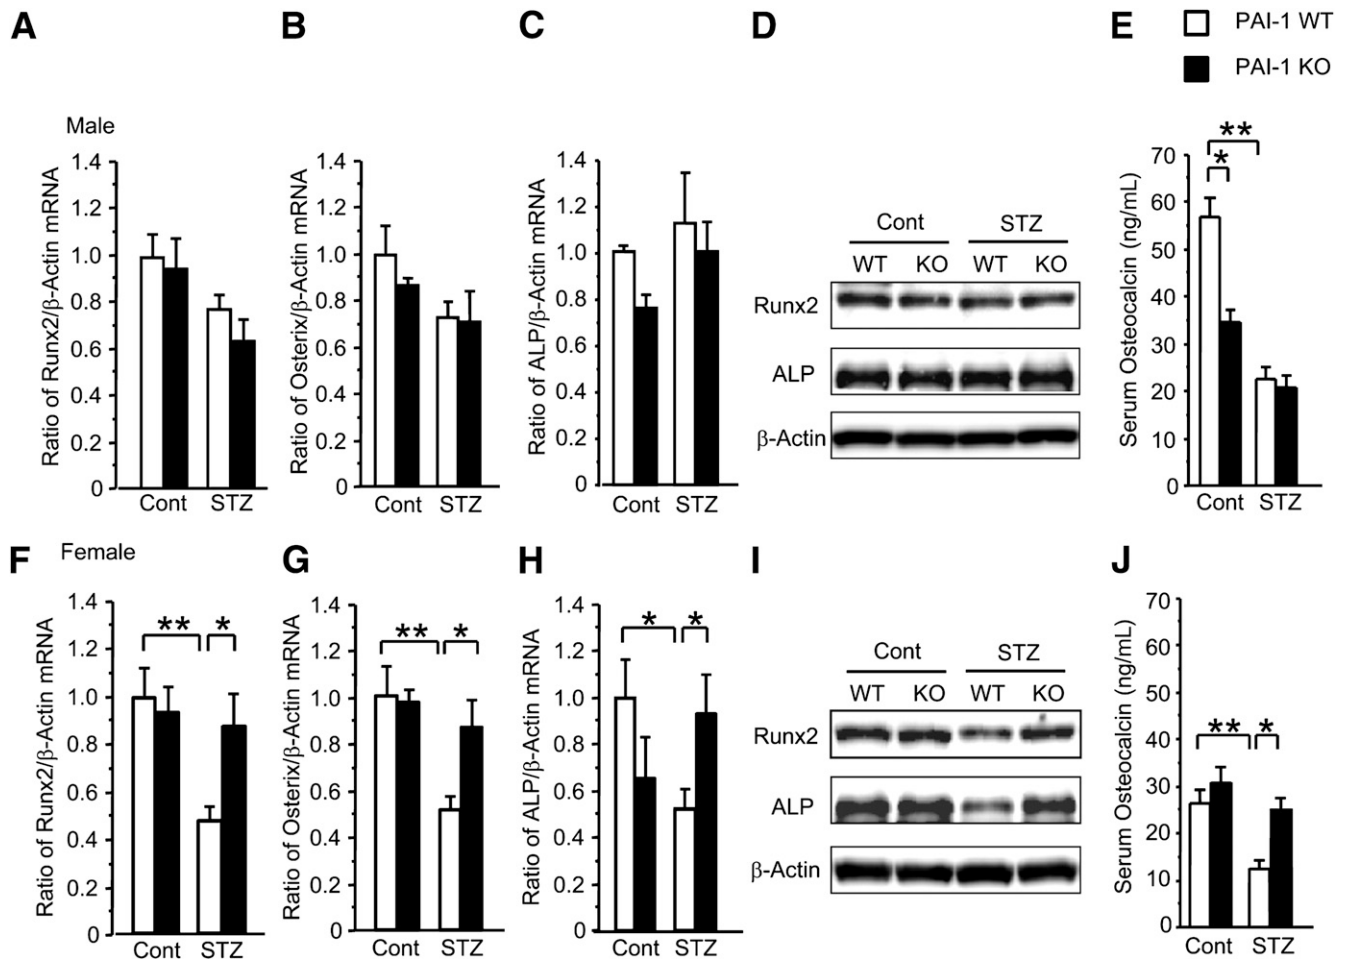 A
B
C
D
E
PAI-1 WT
PAI-1 KO
Male
Ratio of Runx2/β-Actin mRNA
1.4
1.2
1.0
0.8
0.6
0.4
0.2
0
Cont STZ
Ratio of Osterix/β-Actin mRNA
1.4
1.2
1.0
0.8
0.6
0.4
0.2
0
Cont STZ
Ratio of ALP/β-Actin mRNA
1.4
1.2
1.0
0.8
0.6
0.4
0.2
0
Cont STZ
Cont STZ
WT KO WT KO
Runx2
ALP
β-Actin
Serum Osteocalcin (ng/mL)
70
60
50
40
30
20
10
0
**
*
Cont STZ
F
Female
G
H
I
J
Ratio of Runx2/β-Actin mRNA
1.4
1.2
1.0
0.8
0.6
0.4
0.2
0
** *
Cont STZ
Ratio of Osterix/β-Actin mRNA
1.4
1.2
1.0
0.8
0.6
0.4
0.2
0
** *
Cont STZ
Ratio of ALP/β-Actin mRNA
1.4
1.2
1.0
0.8
0.6
0.4
0.2
0
* *
Cont STZ
Cont STZ
WT KO WT KO
Runx2
ALP
β-Actin
Serum Osteocalcin (ng/mL)
70
60
50
40
30
20
10
0
** *
Cont STZ